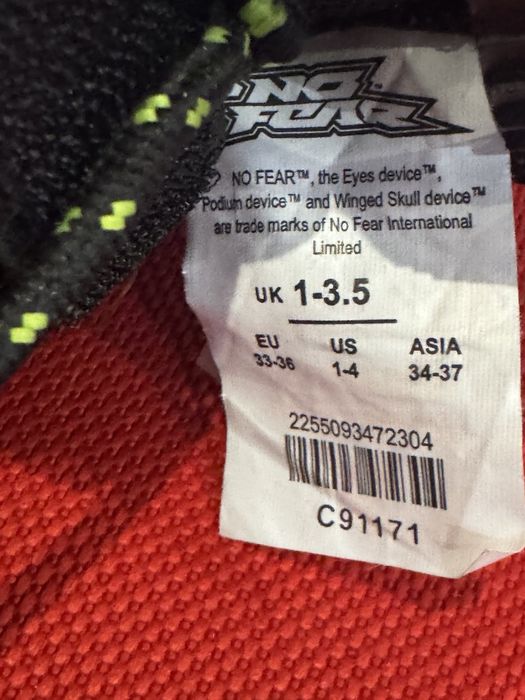 NO
FEAR
NO FEAR™, the Eyes device™,
Podium device™ and Winged Skull device™
are trade marks of No Fear International
Limited
UK 1-3.5
EU US ASIA
33-36 1-4 34-37
2255093472304
C91171